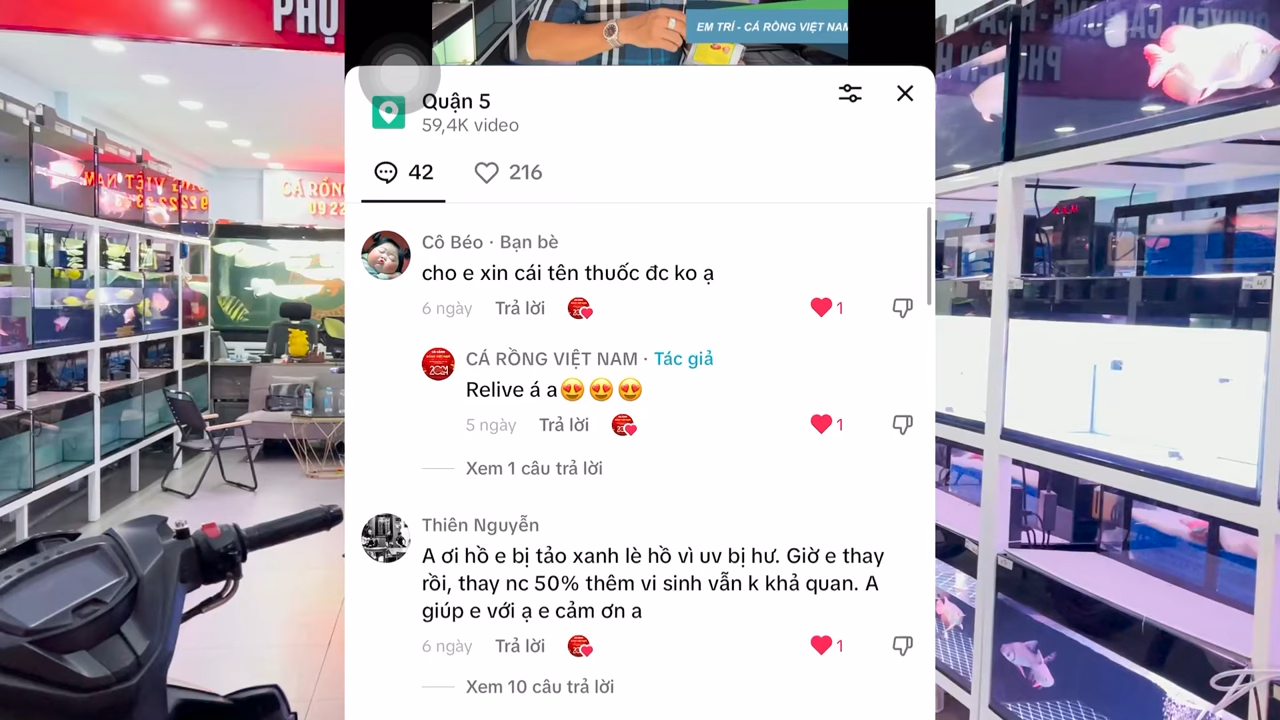 PHỤ
EM TRÍ - CÁ RỒNG VIỆT NAM
Quận 5
59,4K video
42
216
Cô Béo · Bạn bè
cho e xin cái tên thuốc đc ko ạ
6 ngày Trả lời
1
CÁ RỒNG VIỆT NAM · Tác giả
Relive á a😍😍😍
5 ngày Trả lời
1
Xem 1 câu trả lời
Thiên Nguyễn
A ơi hồ e bị tảo xanh lè hồ vì uv bị hư. Giờ e thay
rồi, thay nc 50% thêm vi sinh vẫn k khả quan. A
giúp e với ạ e cảm ơn a
6 ngày Trả lời
1
Xem 10 câu trả lời
CÁ RỒNG
0922